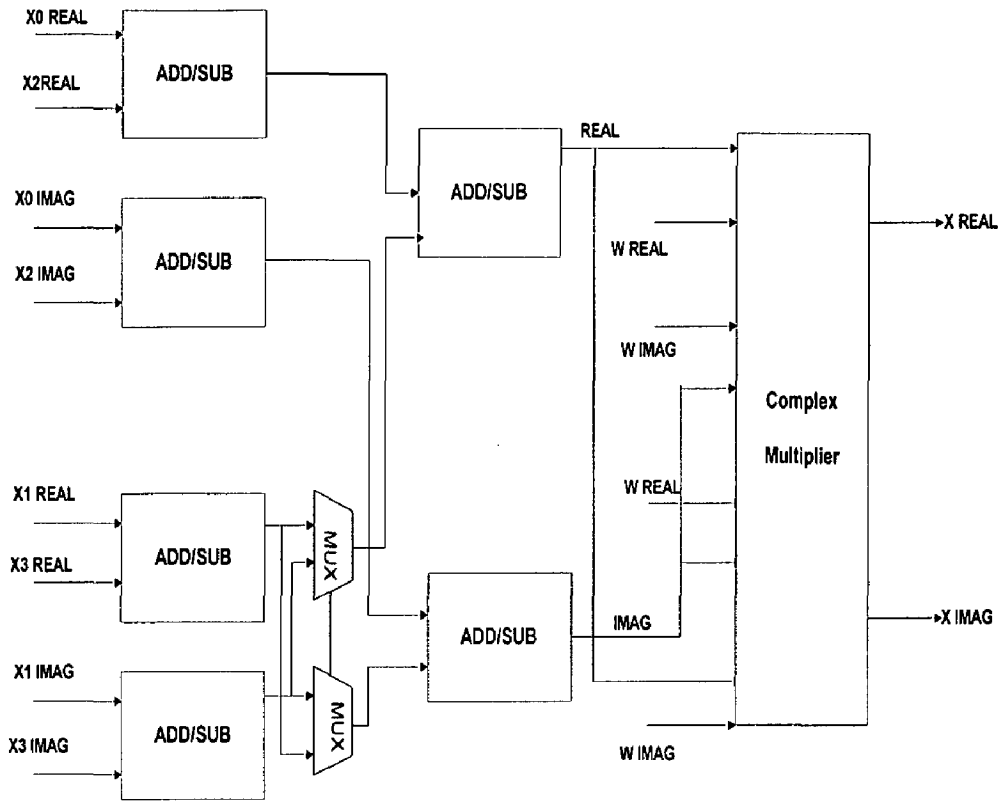 X0 REAL
X2REAL
ADD/SUB
X0 IMAG
X2 IMAG
ADD/SUB
ADD/SUB
REAL
W REAL
W IMAG
Complex
Multiplier
X REAL
X1 REAL
X3 REAL
ADD/SUB
MUX
W REAL
X1 IMAG
X3 IMAG
ADD/SUB
MUX
ADD/SUB
IMAG
W IMAG
X IMAG